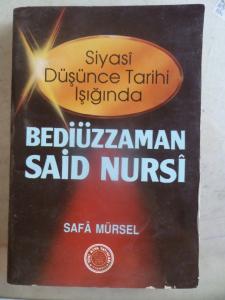 Siyasî
Düşünce Tarihi
Işığında
BEDİÜZZAMAN
SAİD NURSÎ
SAFÂ MÜRSEL